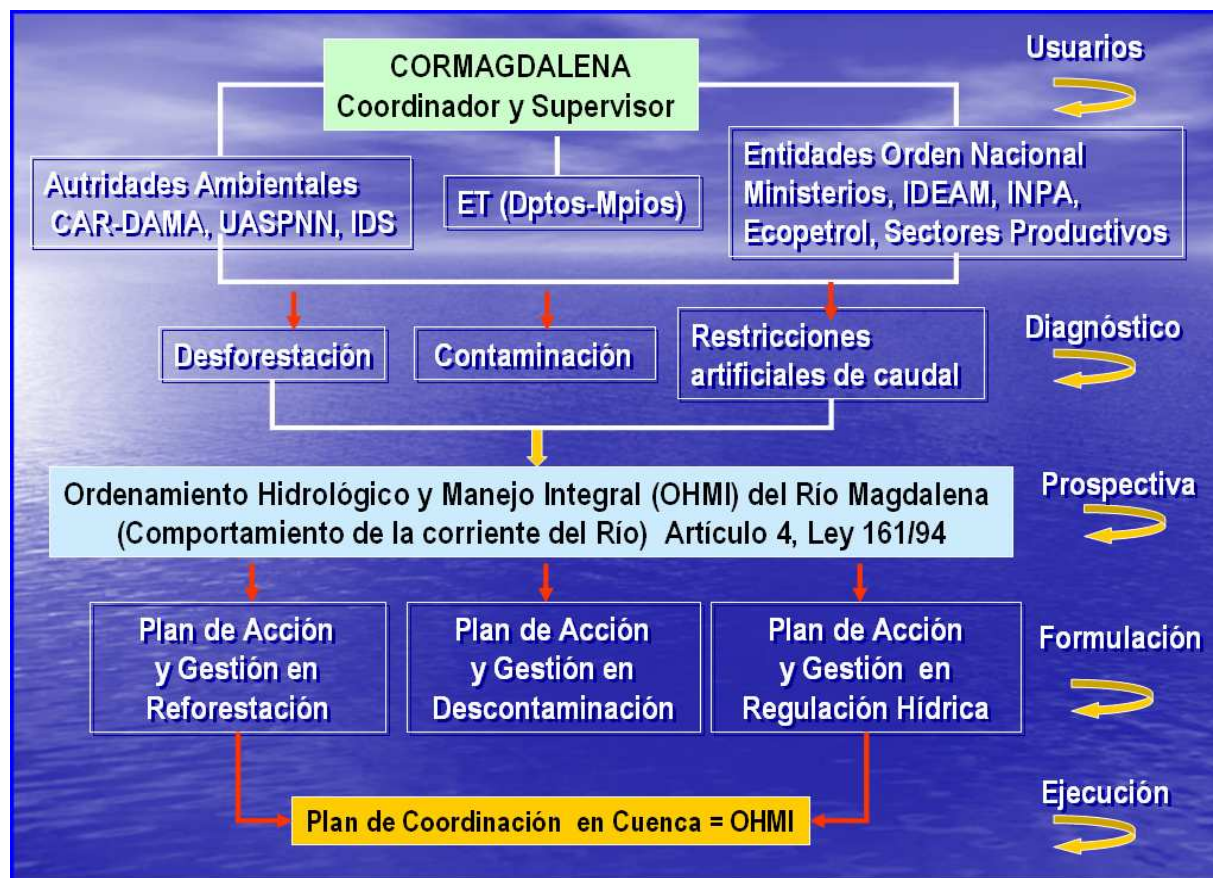 CORMAGDALENA
Coordinador y Supervisor
Usuarios
Autridades Ambientales
CAR-DAMA, UASPNN, IDS
ET (Dptos-Mpios)
Entidades Orden Nacional
Ministerios, IDEAM, INPA,
Ecopetrol, Sectores Productivos
Desforestación
Contaminación
Restricciones
artificiales de caudal
Diagnóstico
Ordenamiento Hidrológico y Manejo Integral (OHMI) del Río Magdalena
(Comportamiento de la corriente del Río) Artículo 4, Ley 161/94
Prospectiva
Plan de Acción
y Gestión en
Reforestación
Plan de Acción
y Gestión en
Descontaminación
Plan de Acción
y Gestión en
Regulación Hídrica
Formulación
Plan de Coordinación en Cuenca = OHMI
Ejecución